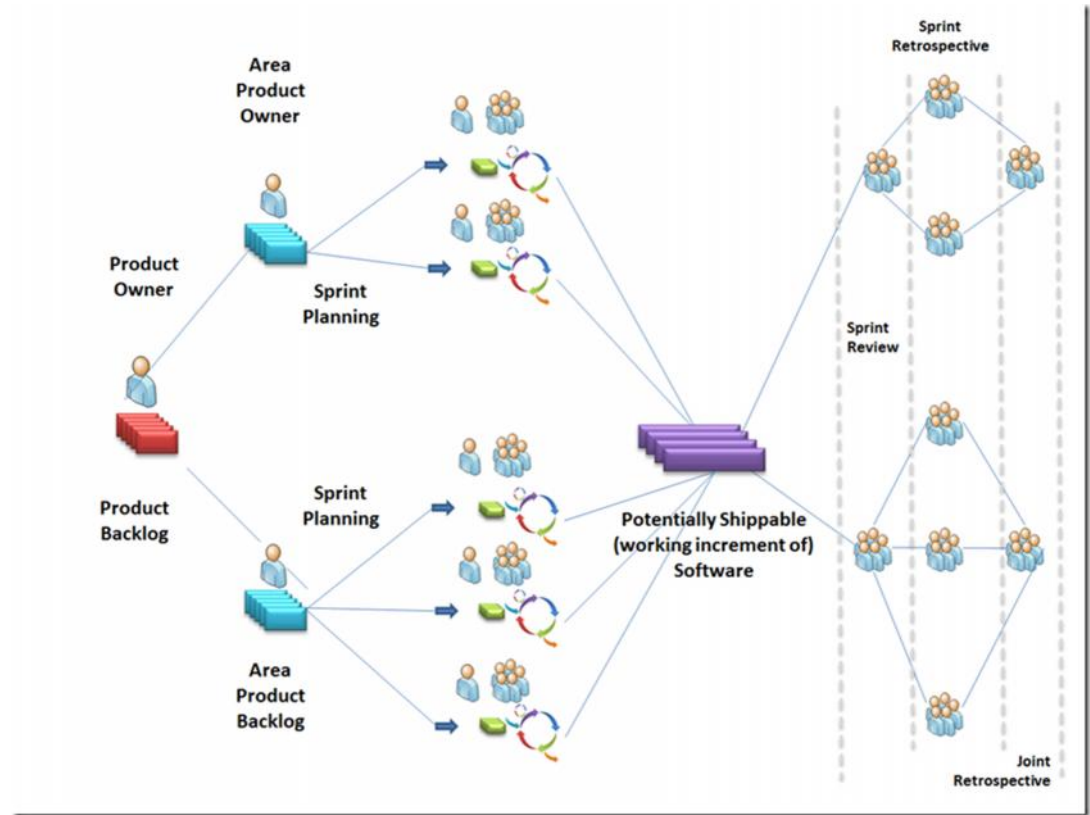 Area
Product
Owner
Product
Owner
Sprint
Planning
Product
Backlog
Sprint
Planning
Area
Product
Backlog
Potentially Shippable
(working increment of)
Software
Sprint
Retrospective
Sprint
Review
Joint
Retrospective